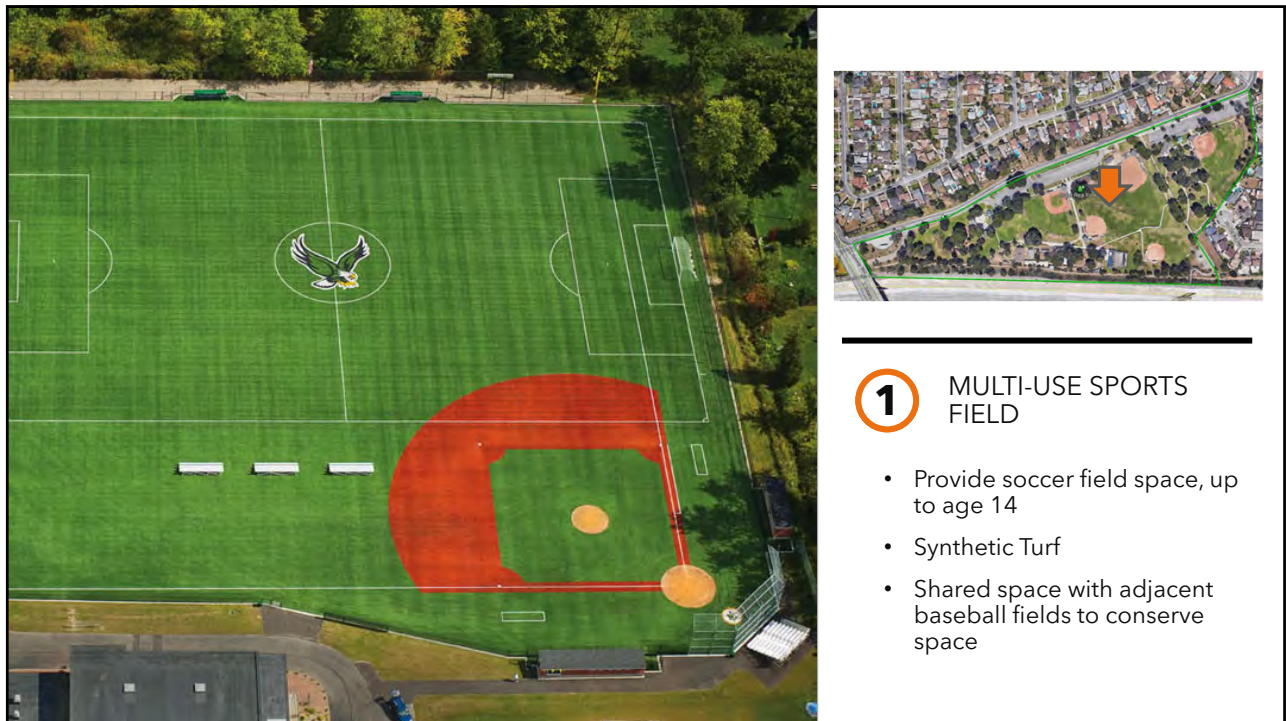 1
MULTI-USE SPORTS
FIELD
• Provide soccer field space, up
to age 14
• Synthetic Turf
• Shared space with adjacent
baseball fields to conserve
space